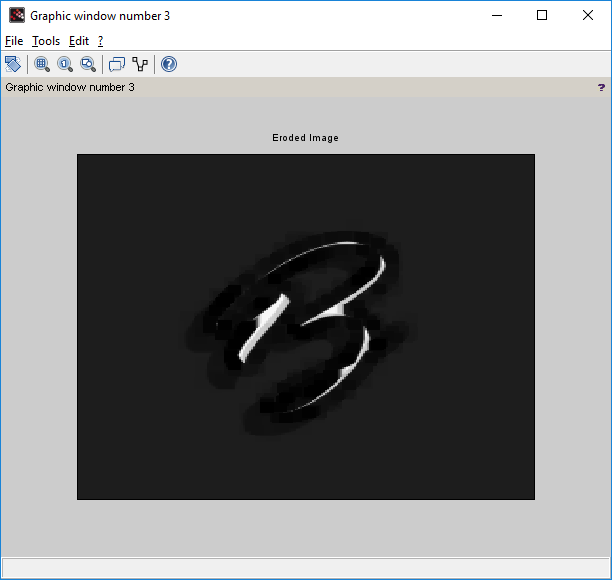 Graphic window number 3
File Tools Edit ?
Graphic window number 3 ?
Eroded Image
B